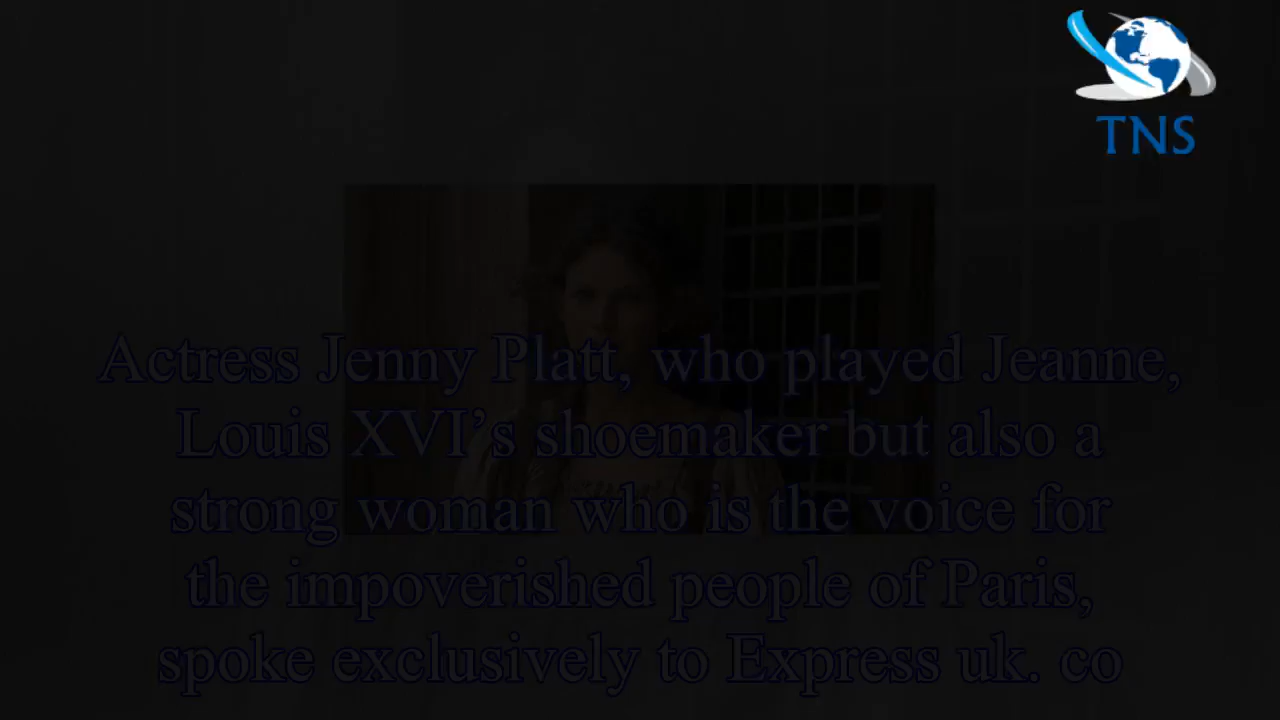 TNS
Actress Jenny Platt, who played Jeanne,
Louis XVI’s shoemaker but also a
strong woman who is the voice for
the impoverished people of Paris,
spoke exclusively to Express uk. co